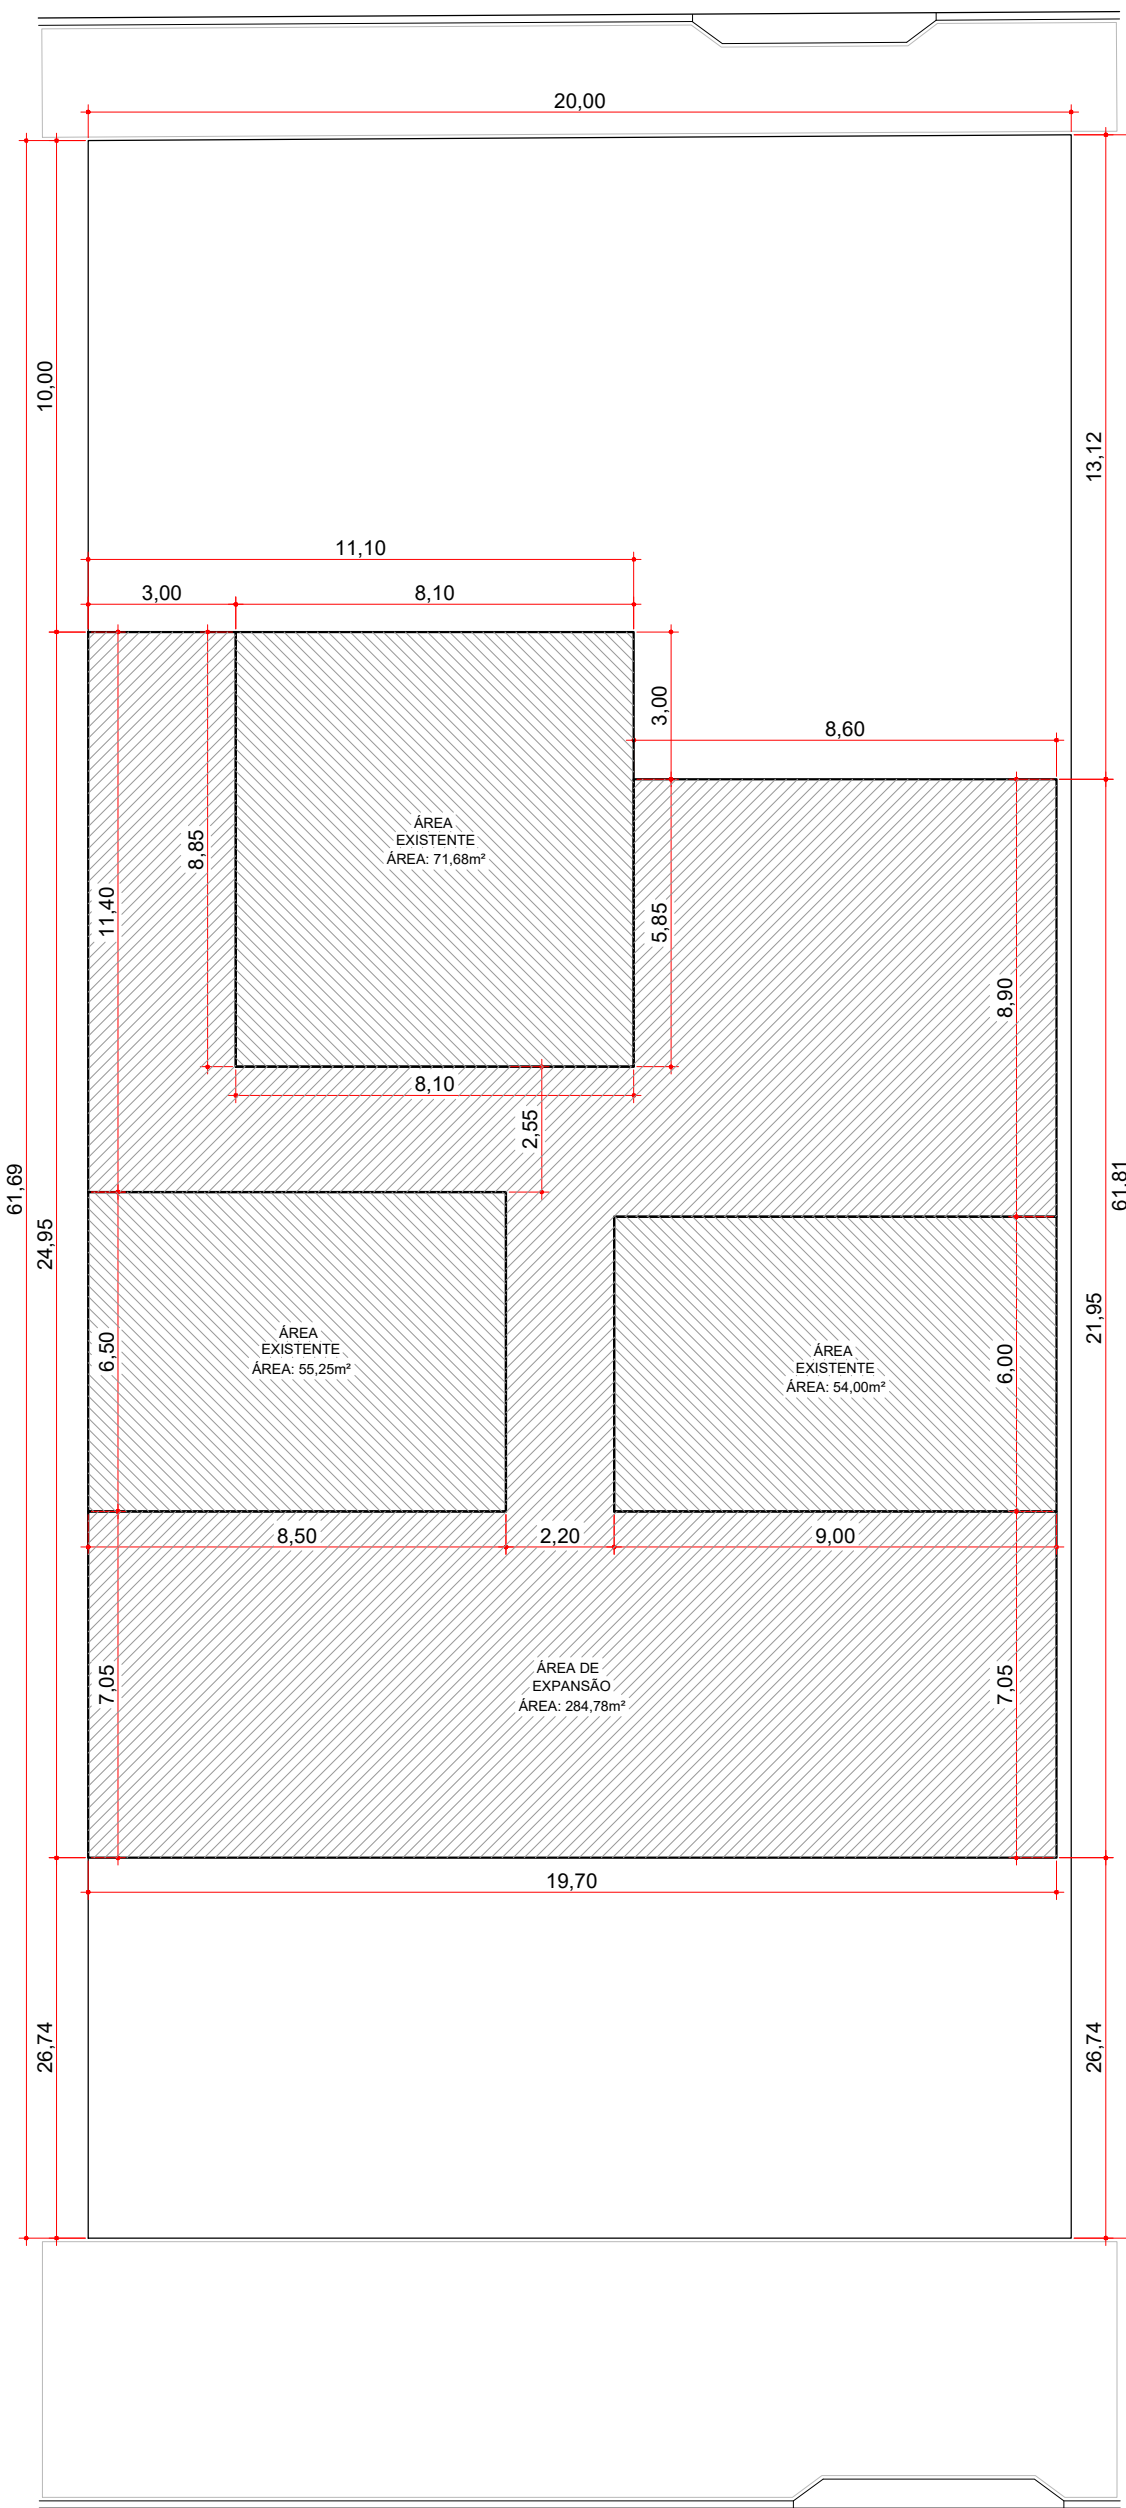 20,00
10,00
13,12
11,10
3,00
8,10
3,00
8,60
ÁREA
EXISTENTE
ÁREA: 71,68m²
8,85
11,40
5,85
8,90
8,10
2,55
61,69
24,95
61,81
21,95
6,50
ÁREA
EXISTENTE
ÁREA: 55,25m²
ÁREA
EXISTENTE
ÁREA: 54,00m²
6,00
8,50
2,20
9,00
7,05
ÁREA DE
EXPANSÃO
ÁREA: 284,78m²
7,05
19,70
26,74
26,74